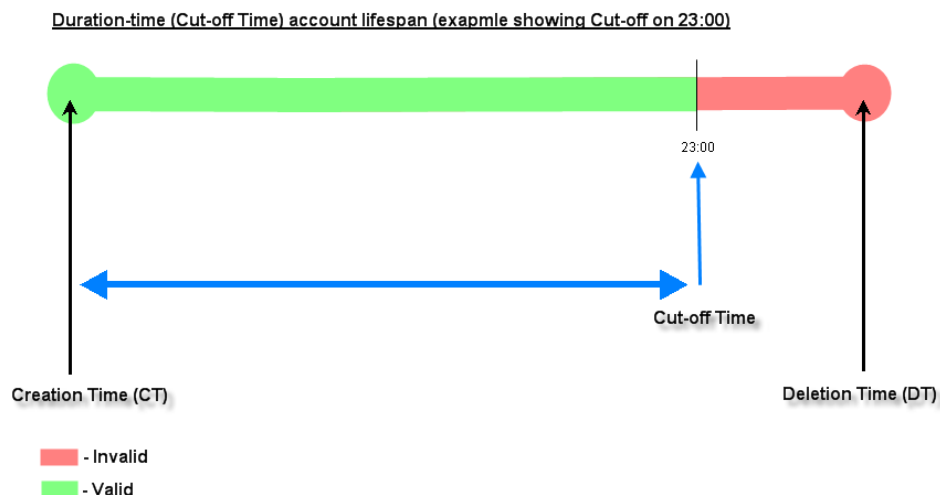 Duration-time (Cut-off Time) account lifespan (exapmle showing Cut-off on 23:00)
23:00
Cut-off Time
Creation Time (CT)
Deletion Time (DT)
- Invalid
- Valid